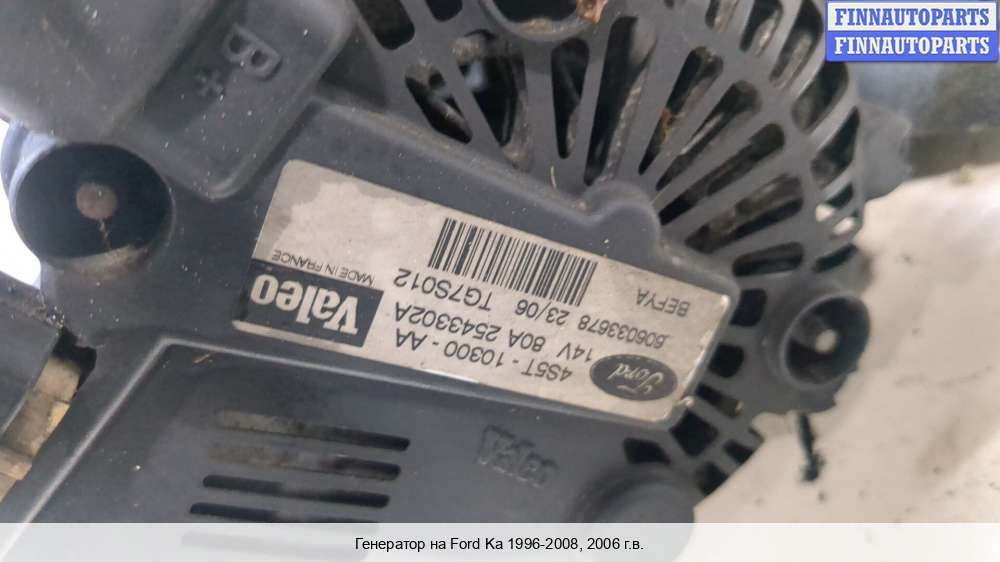 FINNAUTOPARTS
FINNAUTOPARTS
B+
Ford
4S5T - 10300 - AA
14V 80A 2543302A
606033678 23/06 TG7S012
BEFYA
Valeo
MADE IN FRANCE
Valeo
Генератор на Ford Ka 1996-2008, 2006 г.в.